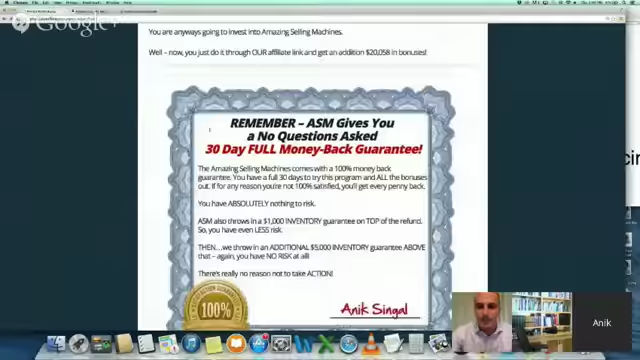 Google+
You are anyways going to invest into Amazing Selling Machines.
Well - now, you just do it through OUR affiliate link and get an addition $20,058 in bonuses!
REMEMBER - ASM Gives You
a No Questions Asked
30 Day FULL Money-Back Guarantee!
The Amazing Selling Machines comes with a 100% money back
guarantee. You have a full 30 days to try this program and ALL the bonuses
out. If for any reason you're not 100% satisfied, you'll get every penny back.
You have ABSOLUTELY nothing to risk.
ASM also throws in a $1,000 INVENTORY guarantee on TOP of the refund.
So, you have even LESS risk.
THEN...we throw in an ADDITIONAL $5,000 INVENTORY guarantee ABOVE
that - again, you have NO RISK at all!
There's really no reason not to take ACTION!
100%
Anik Singal
Anik